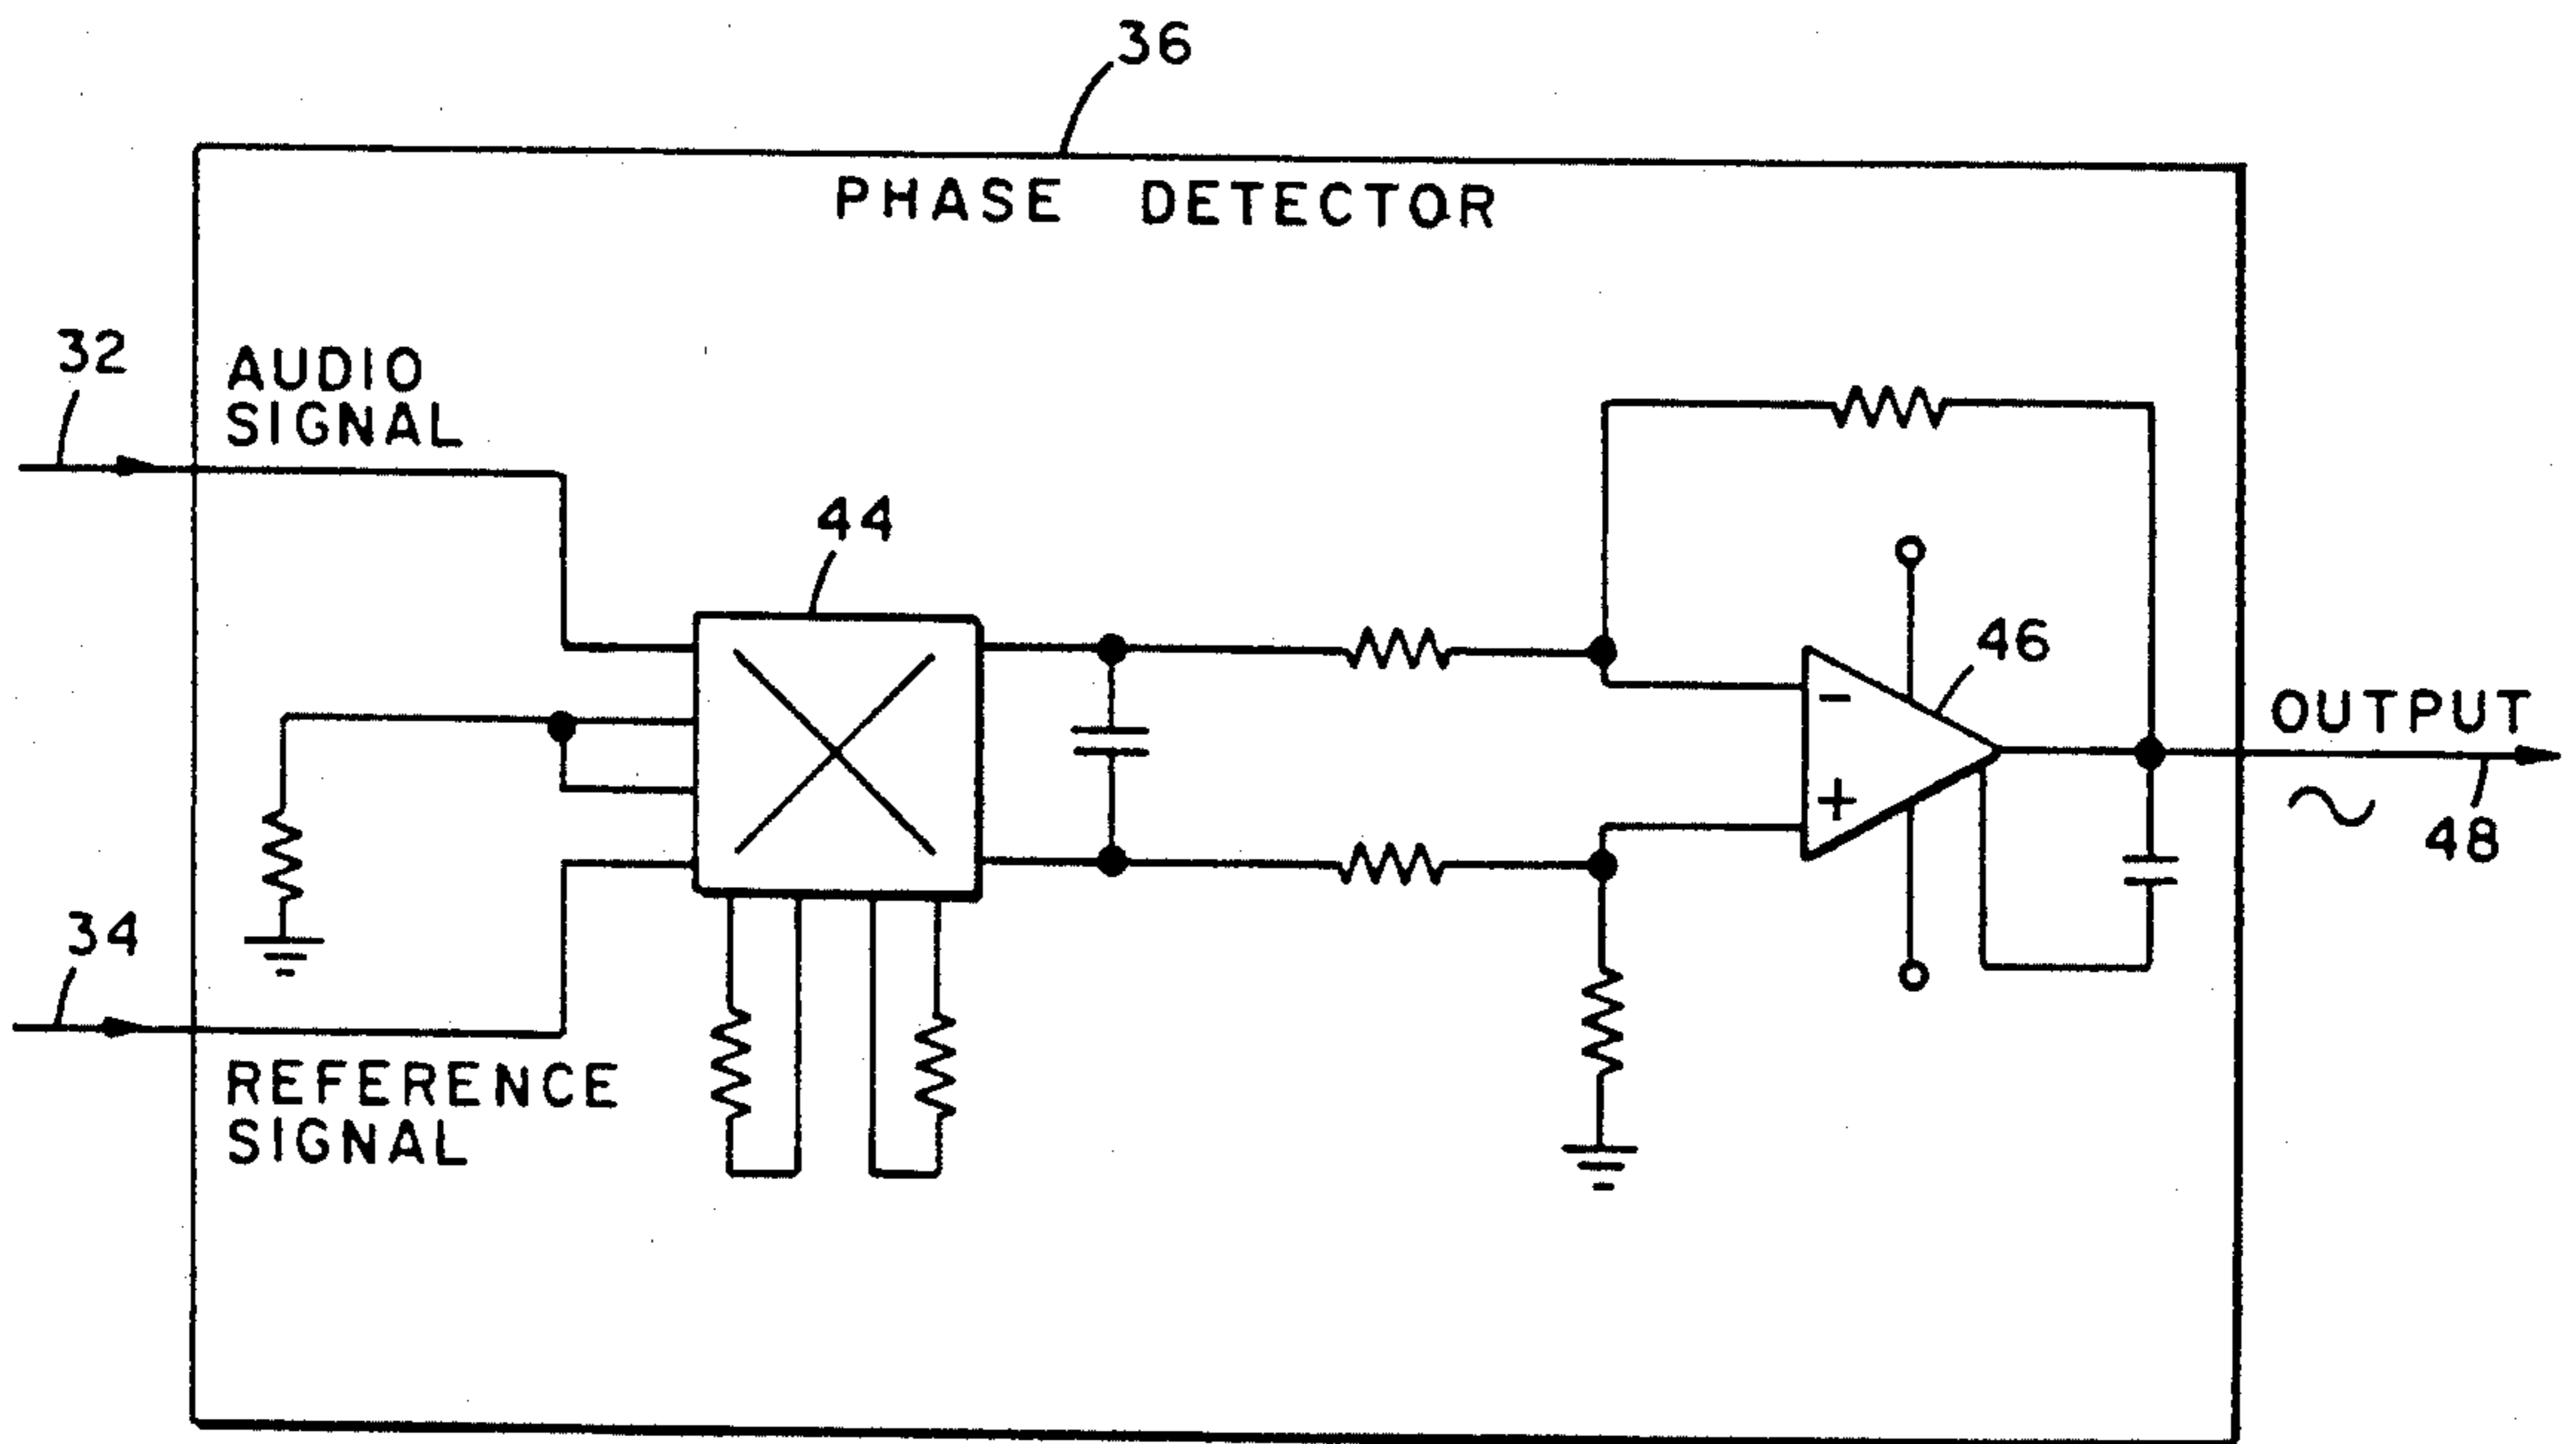 36
PHASE DETECTOR
32
AUDIO
SIGNAL
44
46
-
+
OUTPUT
48
34
REFERENCE
SIGNAL